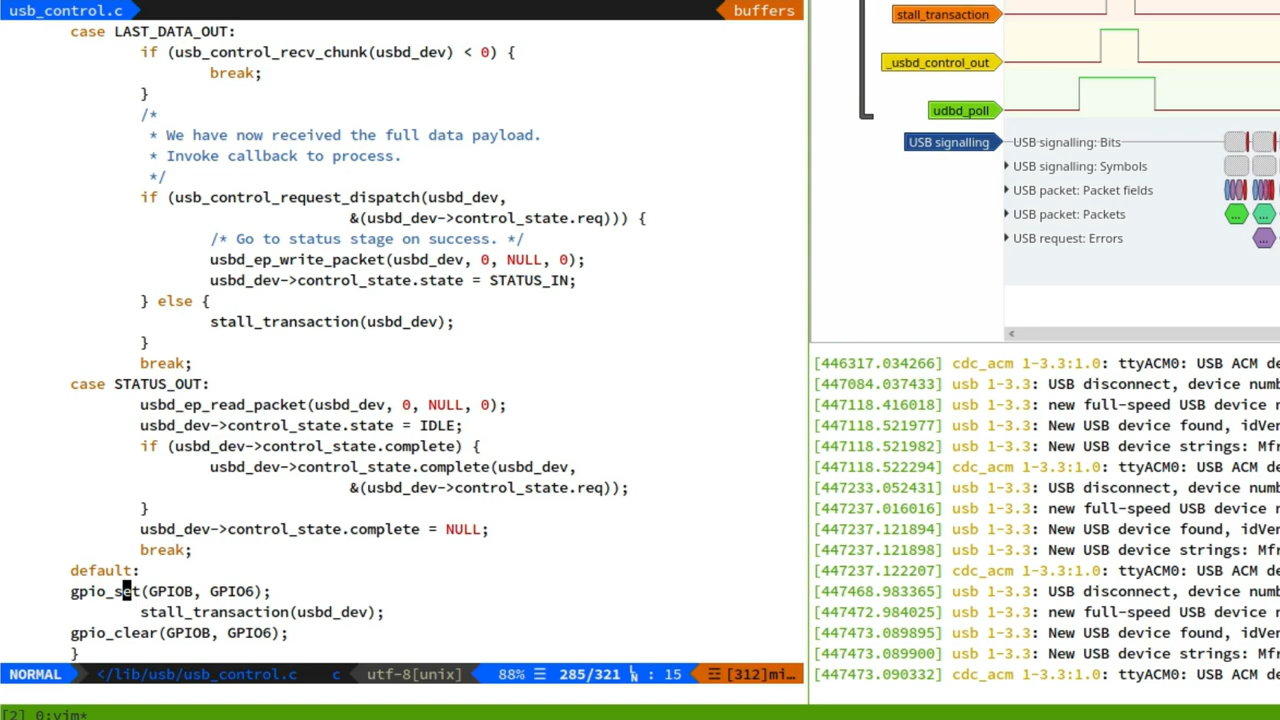 usb_control.c
buffers
case LAST_DATA_OUT:
if (usb_control_recv_chunk(usbd_dev) < 0) {
break;
}
/*
* We have now received the full data payload.
* Invoke callback to process.
*/
if (usb_control_request_dispatch(usbd_dev,
&(usbd_dev->control_state.req))) {
/* Go to status stage on success. */
usbd_ep_write_packet(usbd_dev, 0, NULL, 0);
usbd_dev->control_state.state = STATUS_IN;
} else {
stall_transaction(usbd_dev);
}
break;
case STATUS_OUT:
usbd_ep_read_packet(usbd_dev, 0, NULL, 0);
usbd_dev->control_state.state = IDLE;
if (usbd_dev->control_state.complete) {
usbd_dev->control_state.complete(usbd_dev,
&(usbd_dev->control_state.req));
}
usbd_dev->control_state.complete = NULL;
break;
default:
gpio_set(GPIOB, GPIO6);
stall_transaction(usbd_dev);
gpio_clear(GPIOB, GPIO6);
}
NORMAL </lib/usb/usb_control.c c utf-8[unix] 88% ☰ 285/321 : 15 ☲ [312]mi…
[2] 0:vim*
stall_transaction
_usbd_control_out
udbd_poll
USB signalling
USB signalling: Bits
USB signalling: Symbols
USB packet: Packet fields
USB packet: Packets
... ...
USB request: Errors
...
[446317.034266] cdc_acm 1-3.3:1.0: ttyACM0: USB ACM de
[447084.037433] usb 1-3.3: USB disconnect, device numb
[447118.416018] usb 1-3.3: new full-speed USB device n
[447118.521977] usb 1-3.3: New USB device found, idVer
[447118.521982] usb 1-3.3: New USB device strings: Mfr
[447118.522294] cdc_acm 1-3.3:1.0: ttyACM0: USB ACM de
[447233.052431] usb 1-3.3: USB disconnect, device numb
[447237.016016] usb 1-3.3: new full-speed USB device n
[447237.121894] usb 1-3.3: New USB device found, idVer
[447237.121898] usb 1-3.3: New USB device strings: Mfr
[447237.122207] cdc_acm 1-3.3:1.0: ttyACM0: USB ACM de
[447468.983365] usb 1-3.3: USB disconnect, device numb
[447472.984025] usb 1-3.3: new full-speed USB device n
[447473.089895] usb 1-3.3: New USB device found, idVer
[447473.089900] usb 1-3.3: New USB device strings: Mfr
[447473.090332] cdc_acm 1-3.3:1.0: ttyACM0: USB ACM de